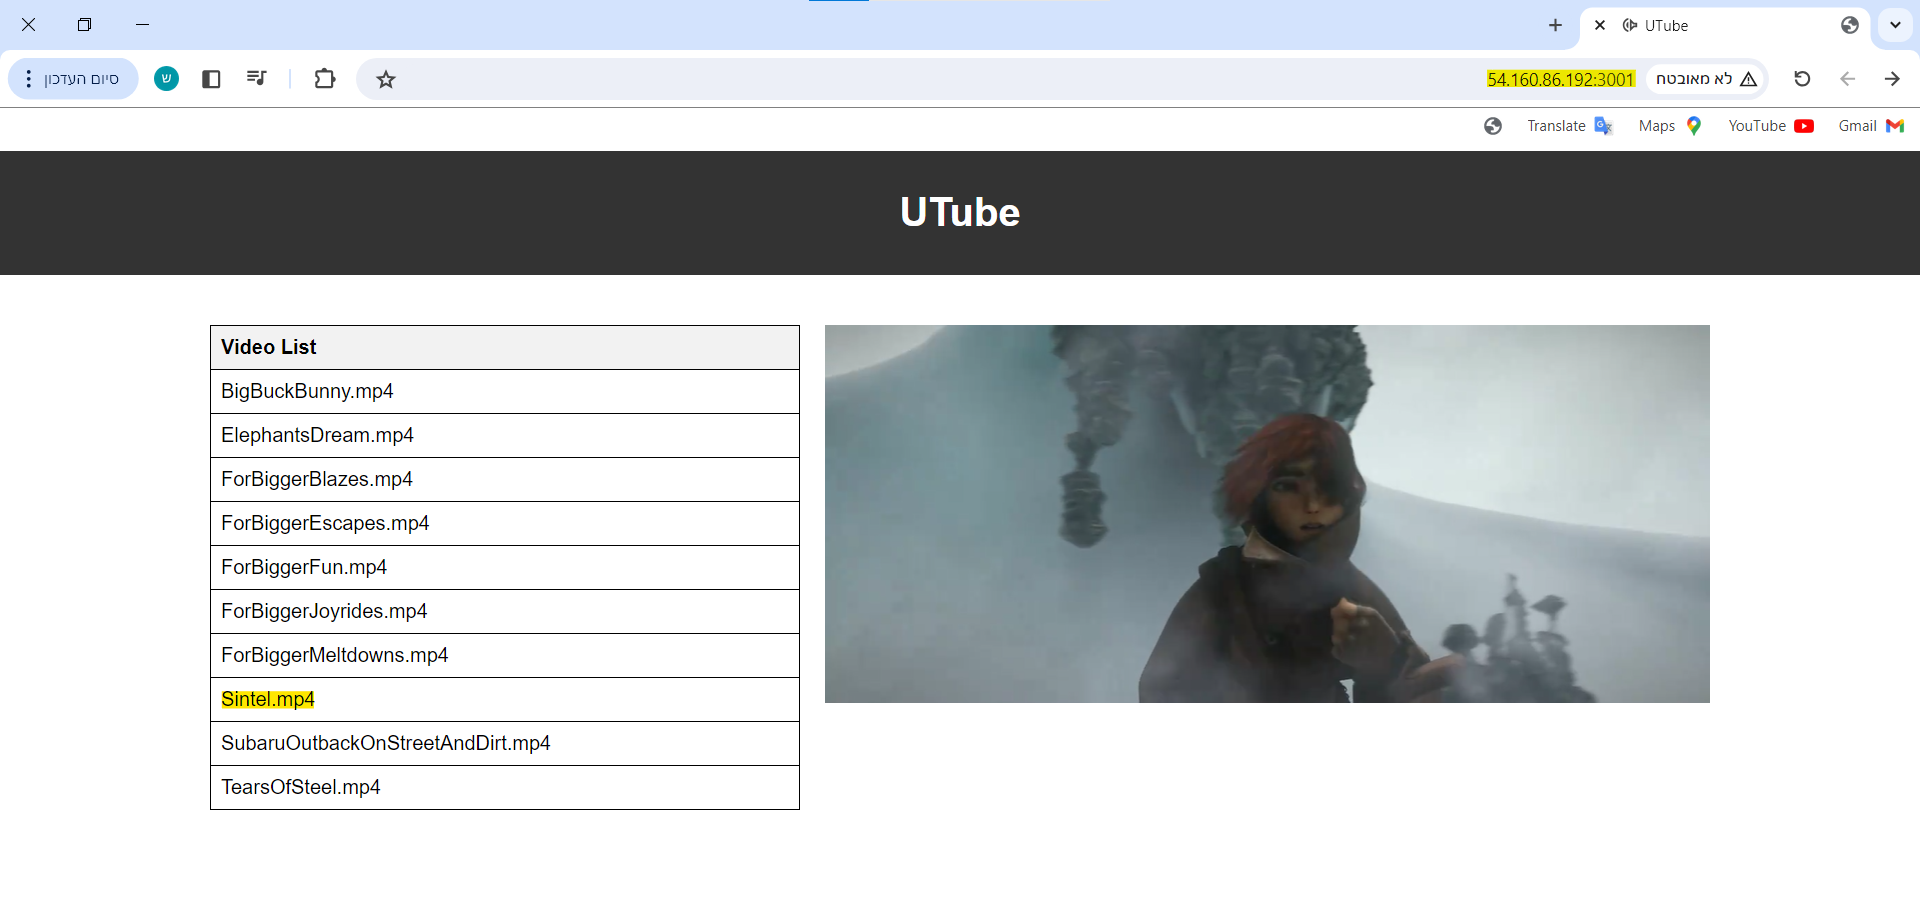 UTube
סיום העדכון
ש
54.160.86.192:3001
לא מאובטח
Translate
Maps
YouTube
Gmail
UTube
Video List
BigBuckBunny.mp4
ElephantsDream.mp4
ForBiggerBlazes.mp4
ForBiggerEscapes.mp4
ForBiggerFun.mp4
ForBiggerJoyrides.mp4
ForBiggerMeltdowns.mp4
Sintel.mp4
SubaruOutbackOnStreetAndDirt.mp4
TearsOfSteel.mp4